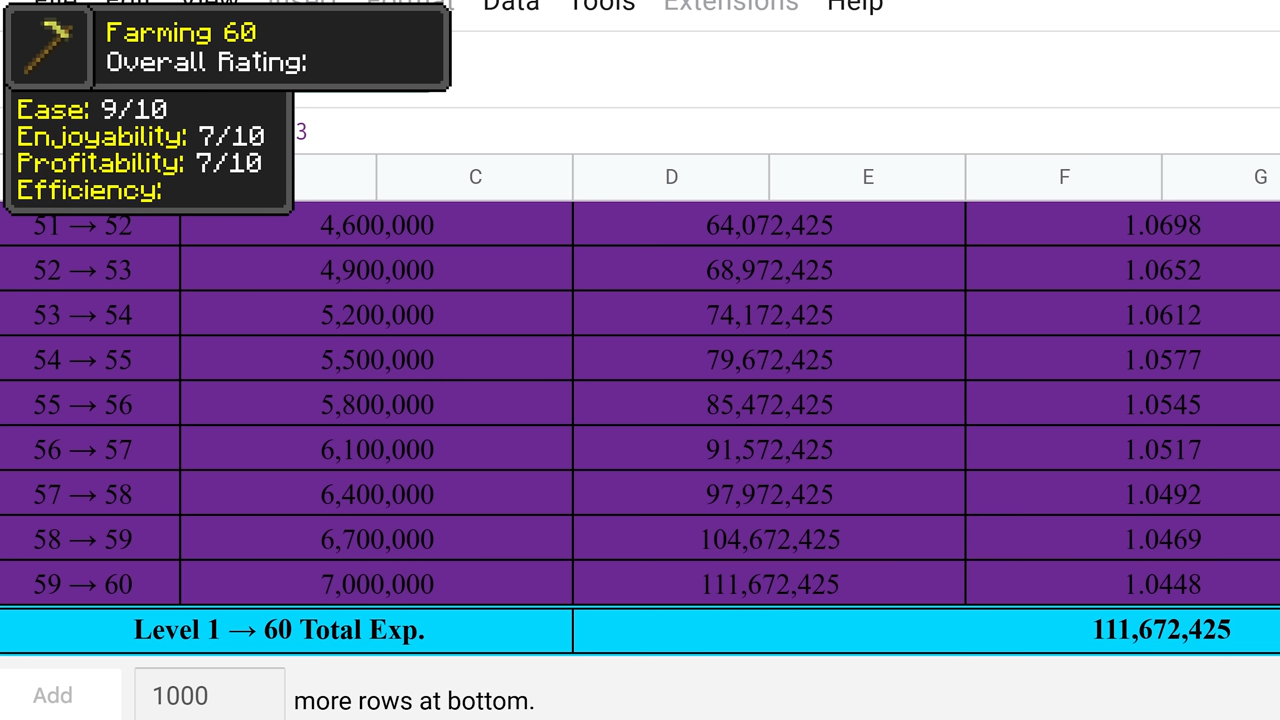 File Edit View Insert Format Data Tools Extensions Help
Farming 60
Overall Rating:
Ease: 9/10
Enjoyability: 7/10
Profitability: 7/10
Efficiency:
3
C D E F G
51 → 52 4,600,000 64,072,425 1.0698
52 → 53 4,900,000 68,972,425 1.0652
53 → 54 5,200,000 74,172,425 1.0612
54 → 55 5,500,000 79,672,425 1.0577
55 → 56 5,800,000 85,472,425 1.0545
56 → 57 6,100,000 91,572,425 1.0517
57 → 58 6,400,000 97,972,425 1.0492
58 → 59 6,700,000 104,672,425 1.0469
59 → 60 7,000,000 111,672,425 1.0448
Level 1 → 60 Total Exp. 111,672,425
Add 1000 more rows at bottom.